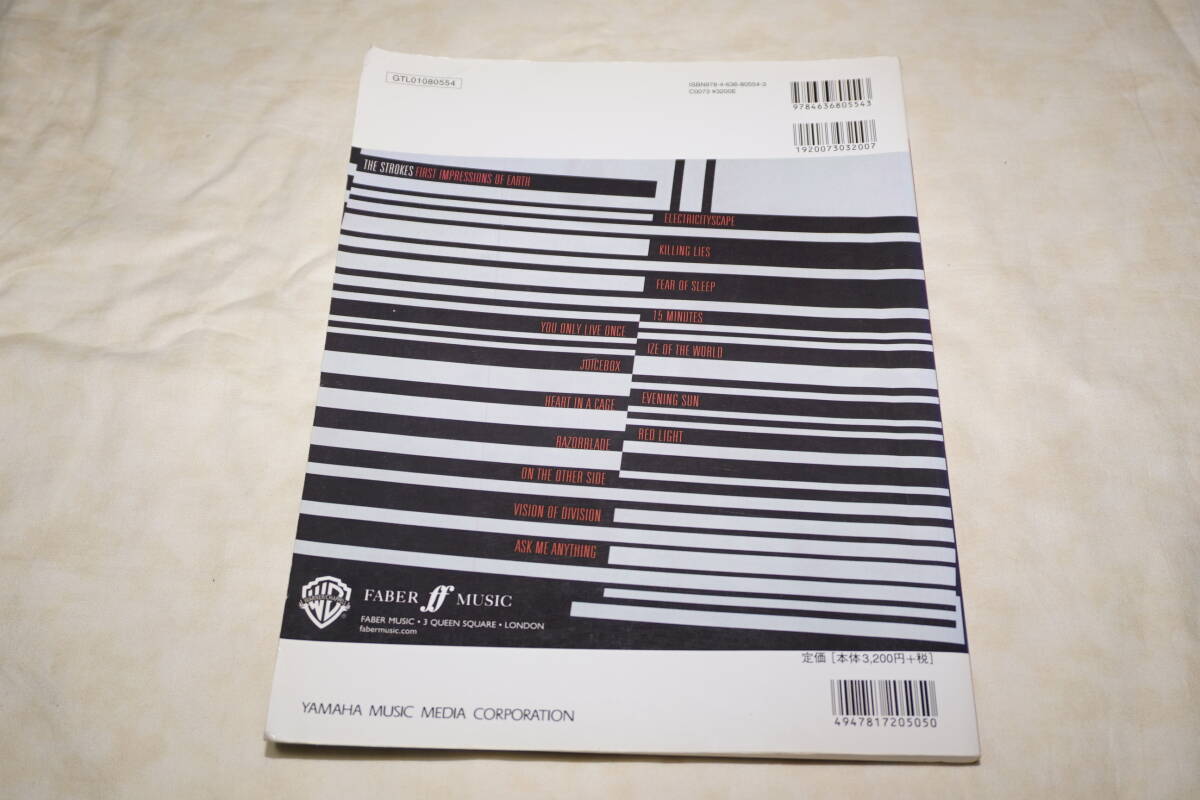 GTL01080554
ISBN978-4-636-80554-3
C0073 ¥3200E
9784636805543
1920073032007
THE STROKES FIRST IMPRESSIONS OF EARTH
YOU ONLY LIVE ONCE
JUICEBOX
HEART IN A CAGE
RAZORBLADE
ON THE OTHER SIDE
VISION OF DIVISION
ASK ME ANYTHING
ELECTRICITYSCAPE
KILLING LIES
FEAR OF SLEEP
15 MINUTES
IZE OF THE WORLD
EVENING SUN
RED LIGHT
WB
FABER ff MUSIC
FABER MUSIC • 3 QUEEN SQUARE • LONDON
fabermusic.com
定価 [本体3,200円+税]
YAMAHA MUSIC MEDIA CORPORATION
4947817205050